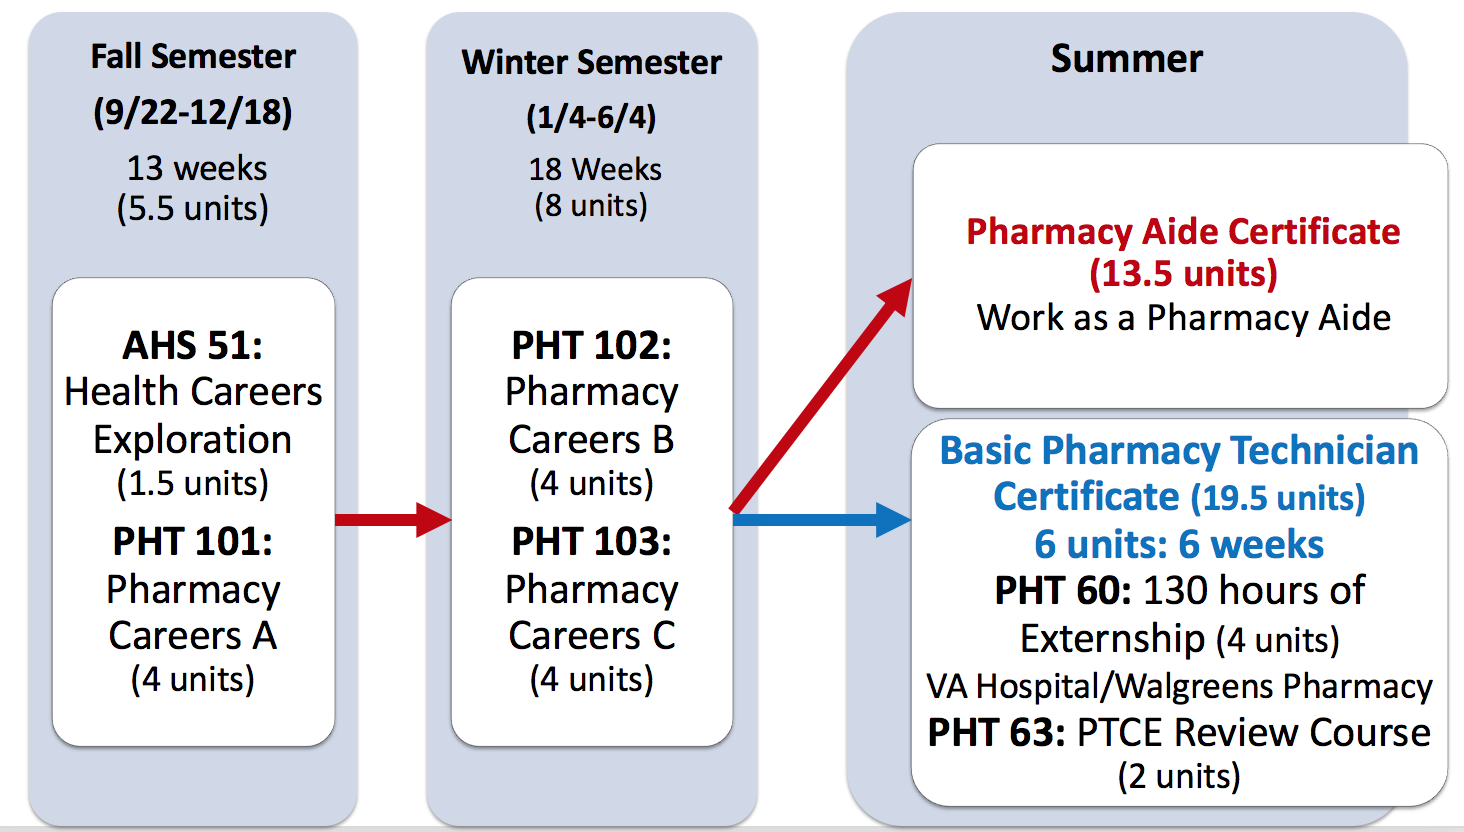 Fall Semester
(9/22-12/18)
13 weeks
(5.5 units)
AHS 51:
Health Careers
Exploration
(1.5 units)
PHT 101:
Pharmacy
Careers A
(4 units)
Winter Semester
(1/4-6/4)
18 Weeks
(8 units)
PHT 102:
Pharmacy
Careers B
(4 units)
PHT 103:
Pharmacy
Careers C
(4 units)
Summer
Pharmacy Aide Certificate
(13.5 units)
Work as a Pharmacy Aide
Basic Pharmacy Technician
Certificate (19.5 units)
6 units: 6 weeks
PHT 60: 130 hours of
Externship (4 units)
VA Hospital/Walgreens Pharmacy
PHT 63: PTCE Review Course
(2 units)